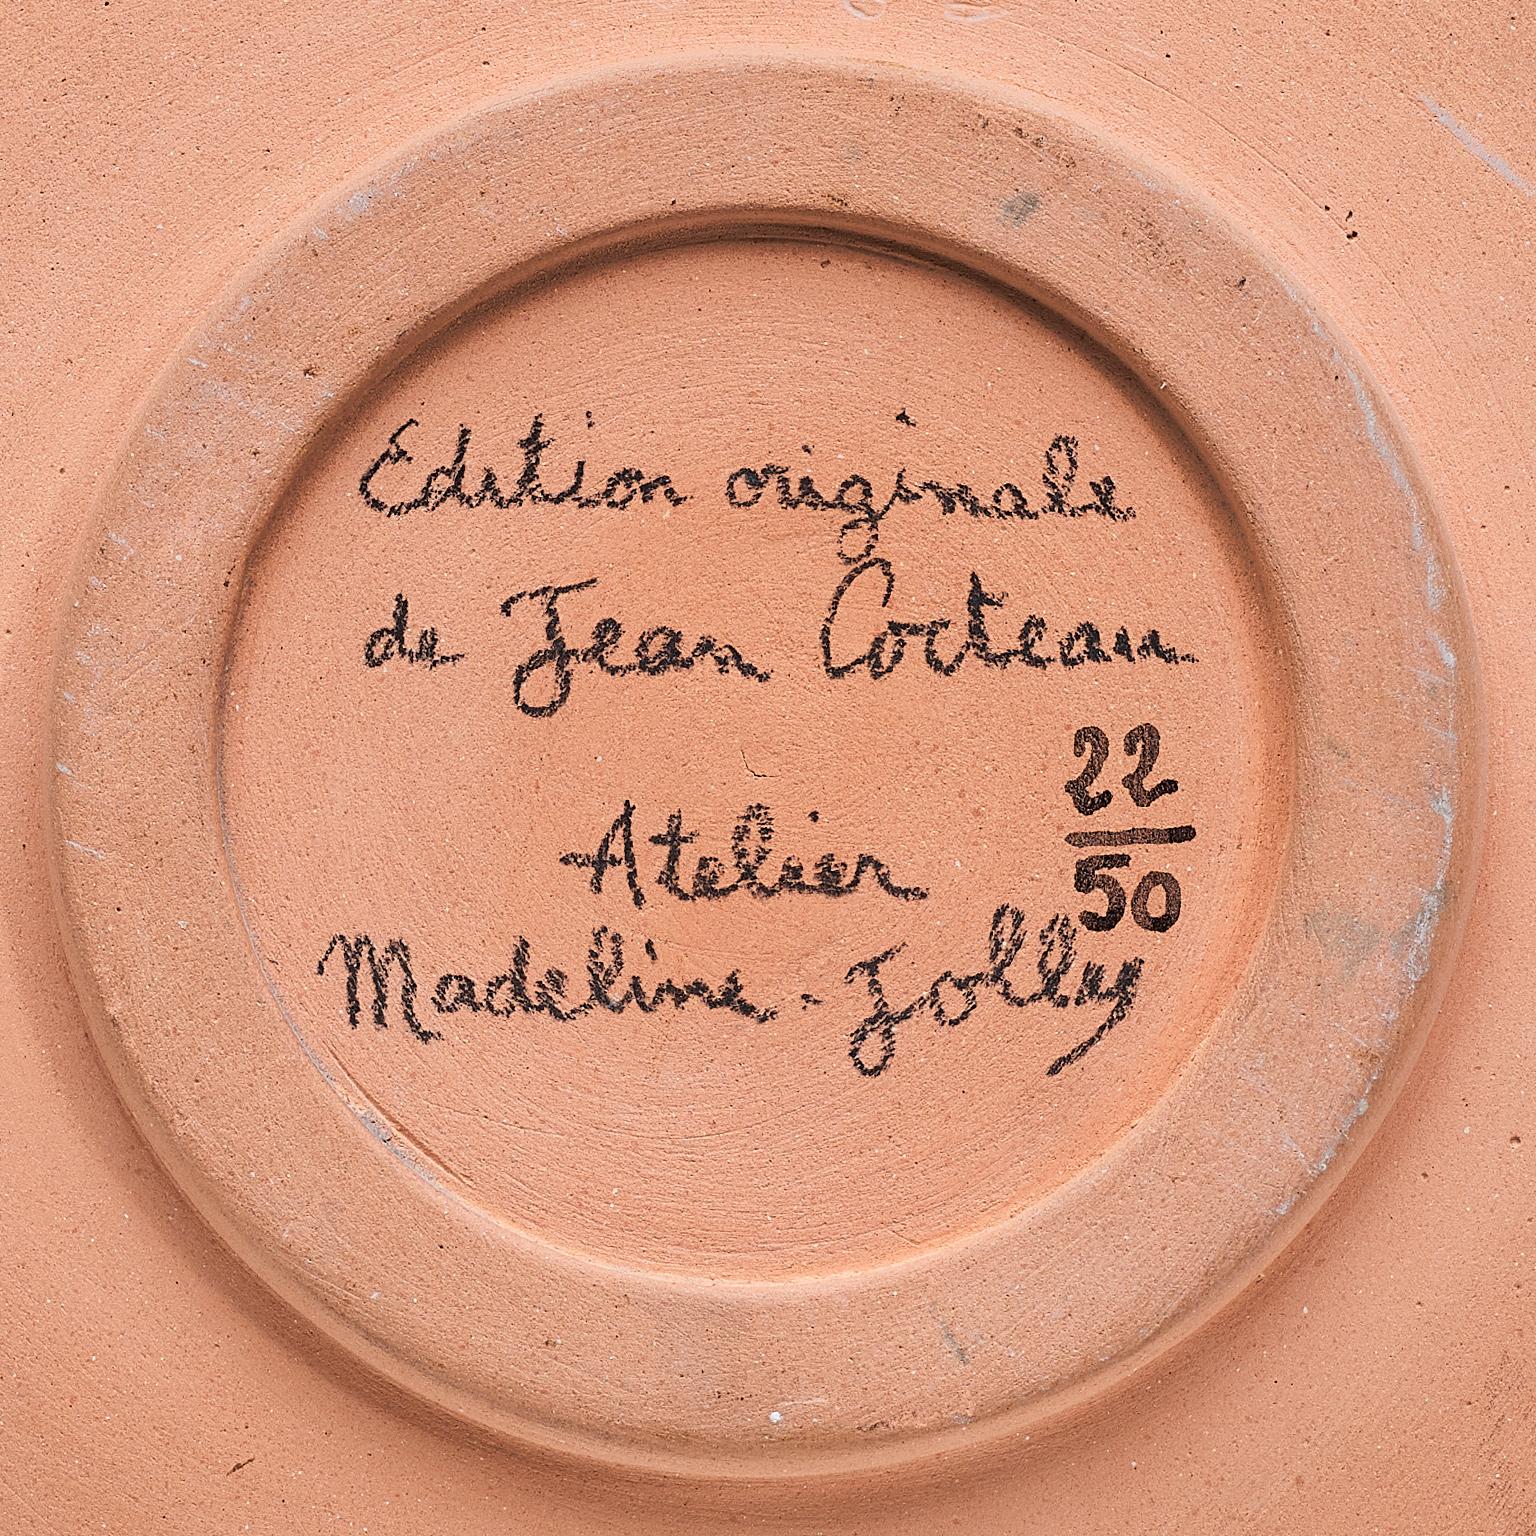 Edition originale
de Jean Cocteau
22
50
Atelier
Madeline-Jolly